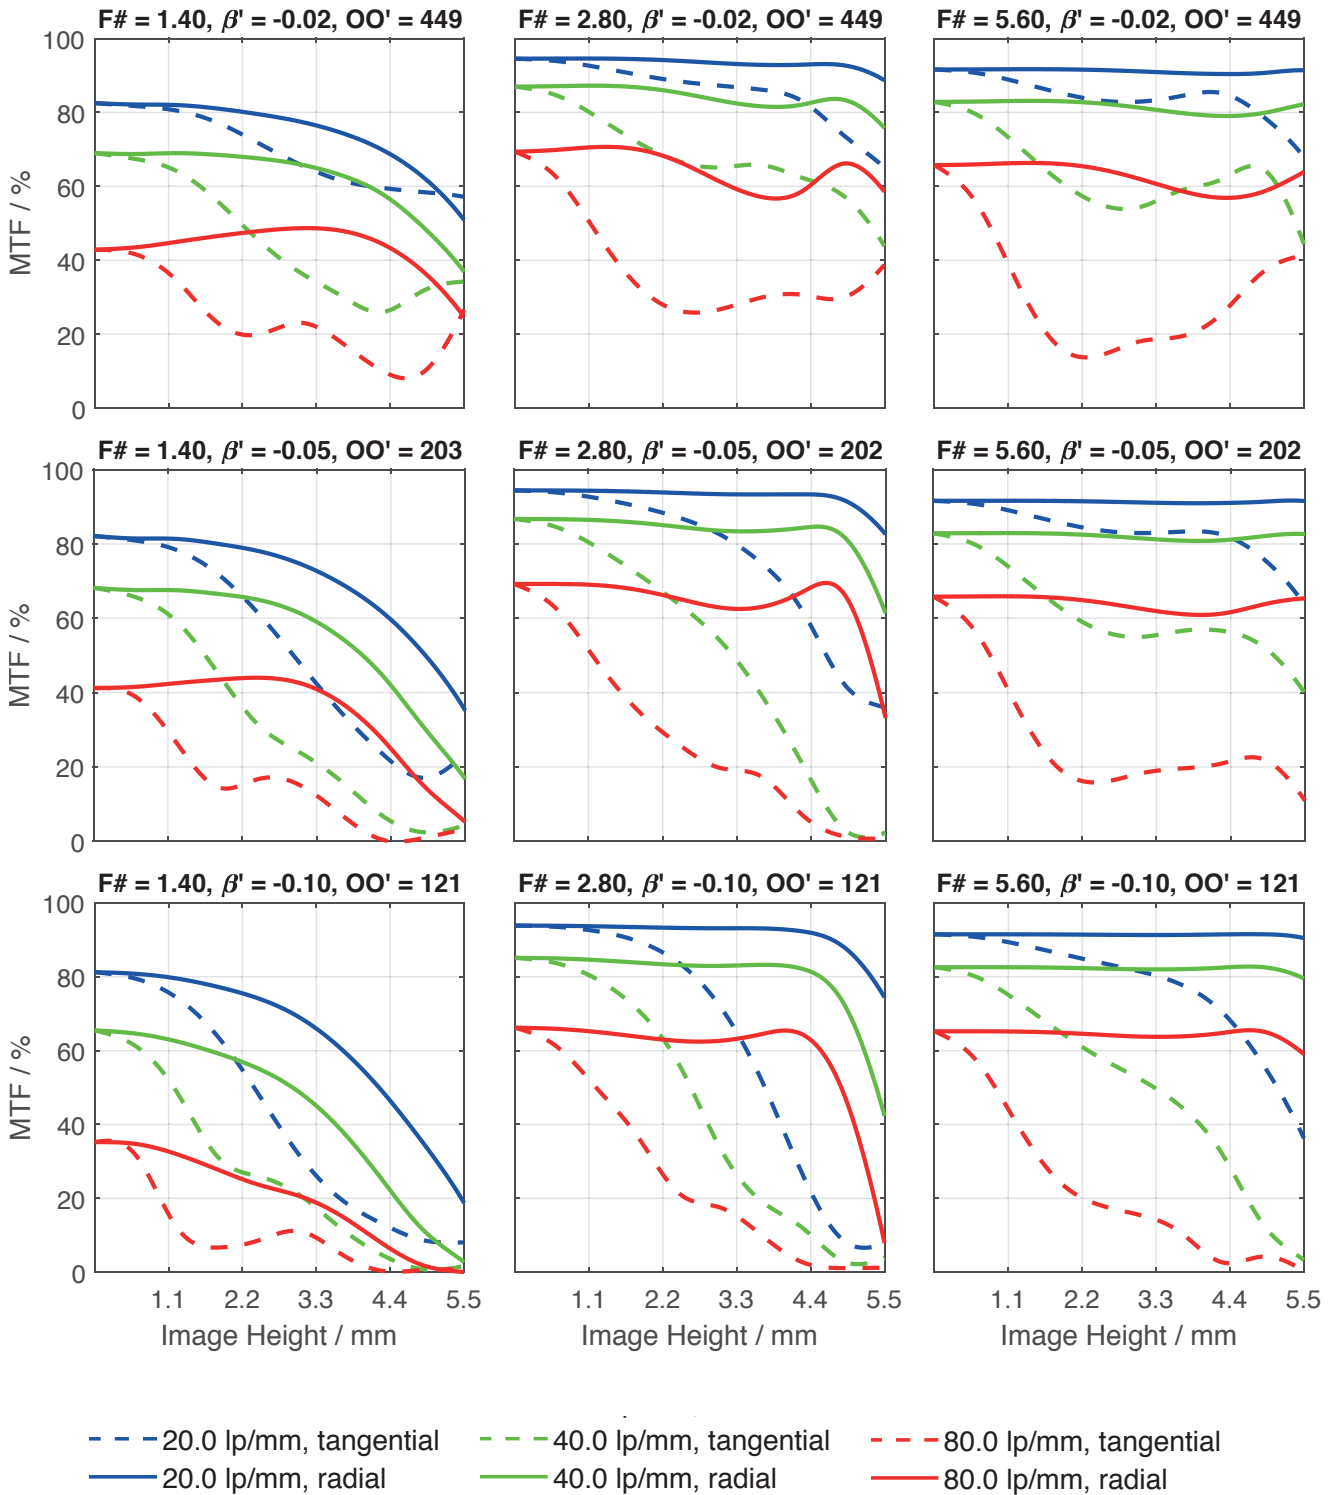 F# = 1.40, β' = -0.02, OO' = 449
F# = 2.80, β' = -0.02, OO' = 449
F# = 5.60, β' = -0.02, OO' = 449
100
80
60
40
20
0
MTF / %
F# = 1.40, β' = -0.05, OO' = 203
F# = 2.80, β' = -0.05, OO' = 202
F# = 5.60, β' = -0.05, OO' = 202
100
80
60
40
20
0
MTF / %
F# = 1.40, β' = -0.10, OO' = 121
F# = 2.80, β' = -0.10, OO' = 121
F# = 5.60, β' = -0.10, OO' = 121
100
80
60
40
20
0
MTF / %
1.1 2.2 3.3 4.4 5.5
1.1 2.2 3.3 4.4 5.5
1.1 2.2 3.3 4.4 5.5
Image Height / mm
Image Height / mm
Image Height / mm
20.0 lp/mm, tangential
40.0 lp/mm, tangential
80.0 lp/mm, tangential
20.0 lp/mm, radial
40.0 lp/mm, radial
80.0 lp/mm, radial